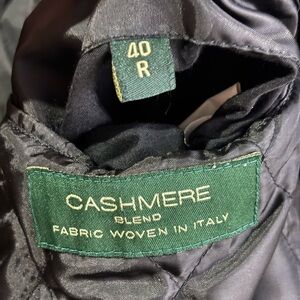 40
R
CASHMERE
BLEND
FABRIC WOVEN IN ITALY